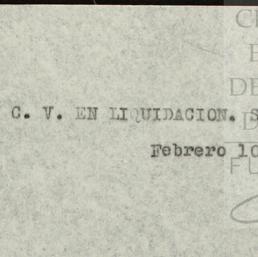 C. V. EN LIQUIDACION. S
Febrero 10